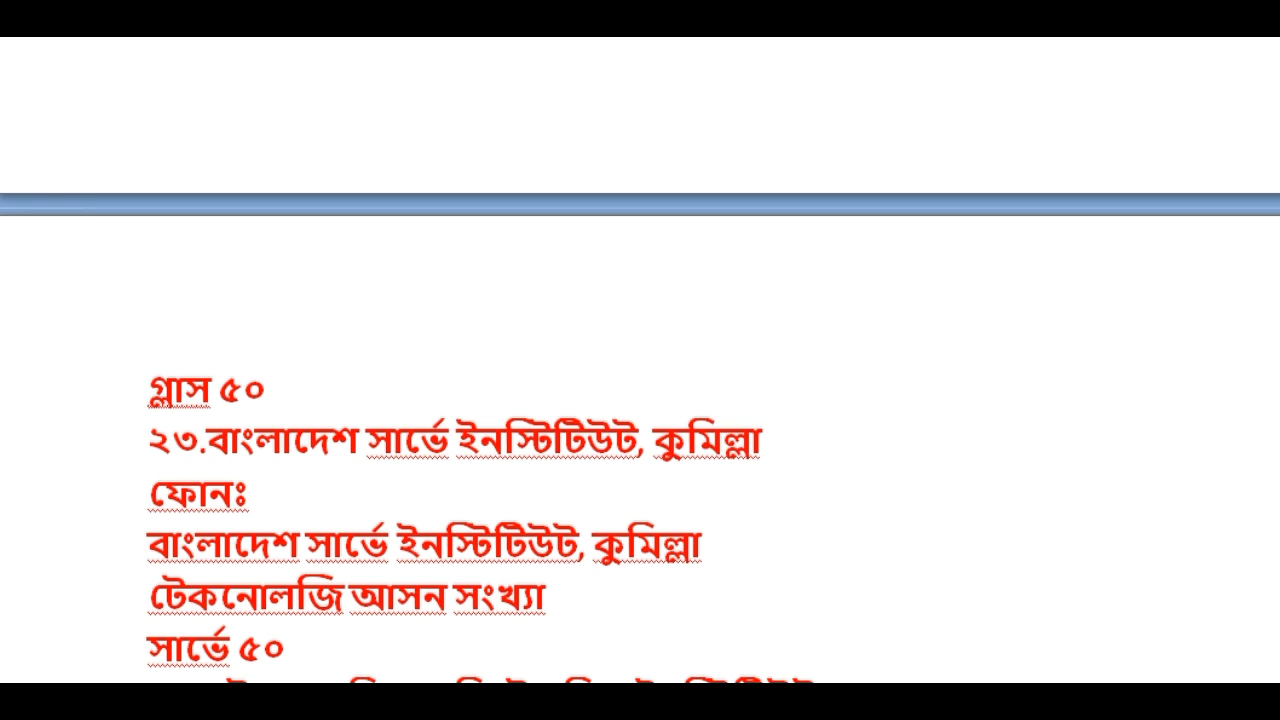 গ্লাস ৫০
২৩.বাংলাদেশ সার্ভে ইনস্টিটিউট, কুমিল্লা
ফোনঃ
বাংলাদেশ সার্ভে ইনস্টিটিউট, কুমিল্লা
টেকনোলজি আসন সংখ্যা
সার্ভে ৫০